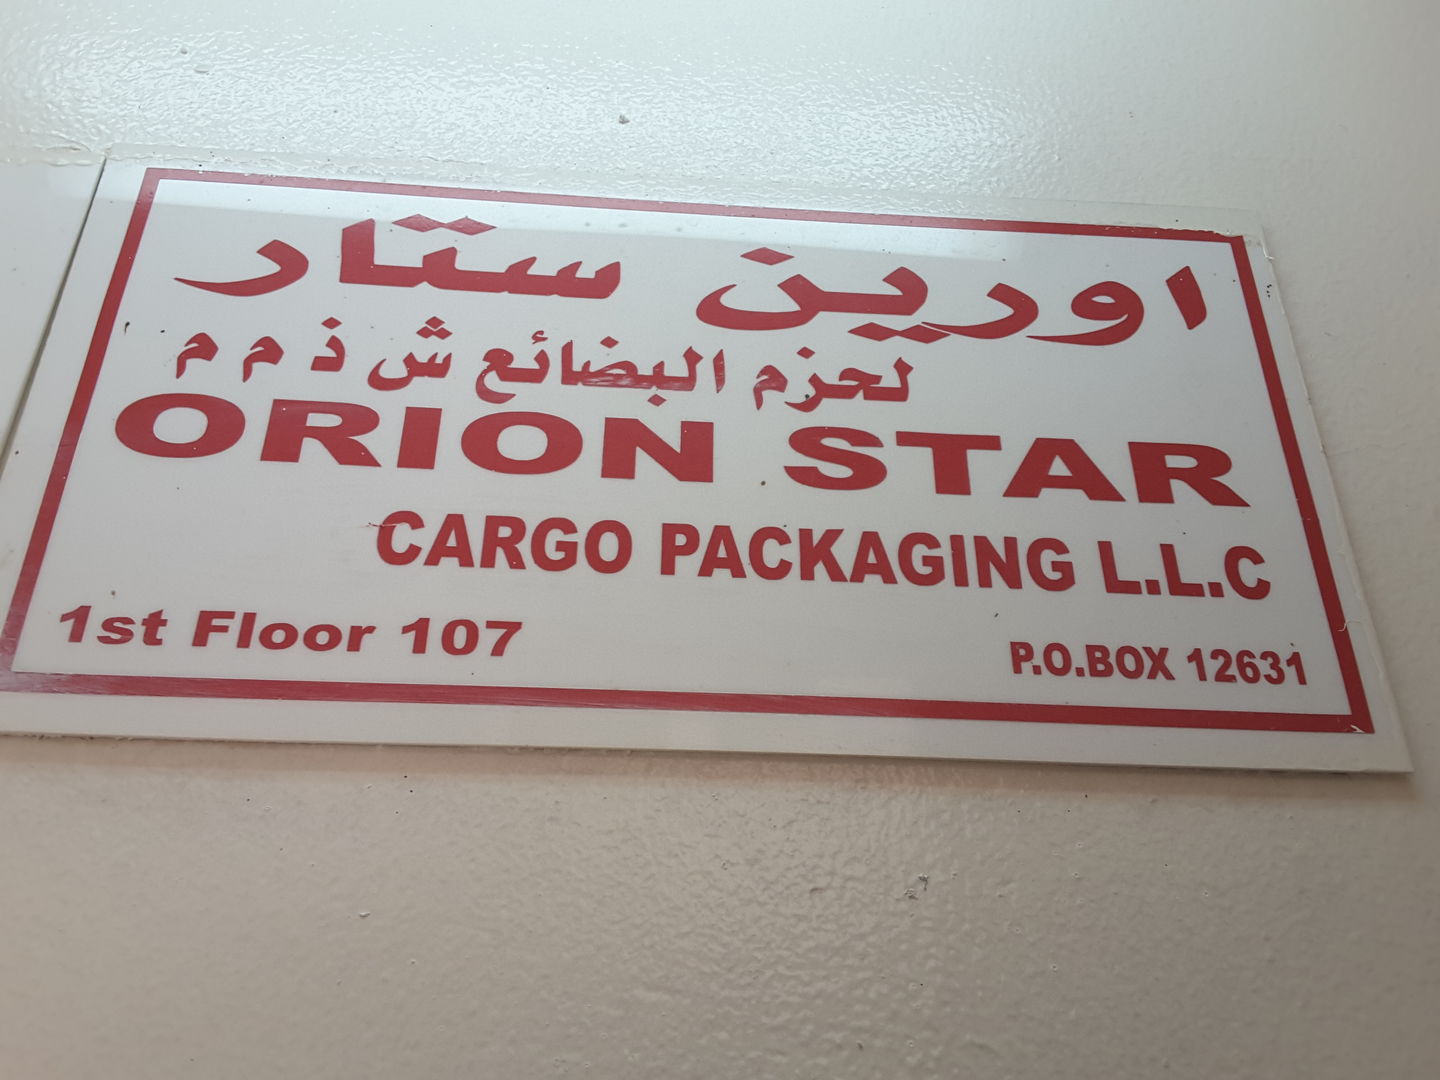 اورين ستار
لحزم البضائع ش ذ م م
ORION STAR
CARGO PACKAGING L.L.C
1st Floor 107
P.O.BOX 12631